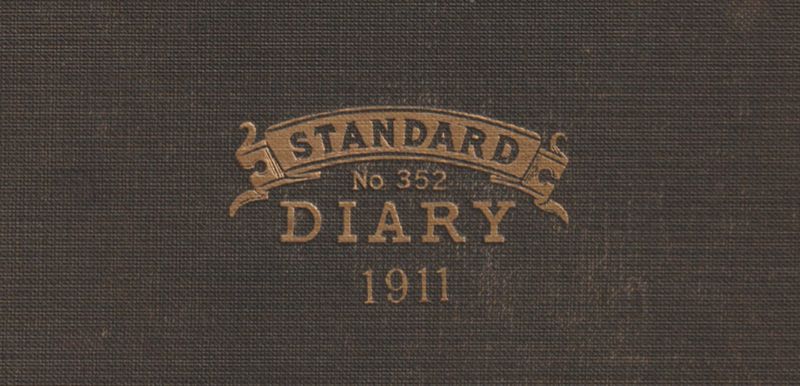 STANDARD
No 352
DIARY
1911